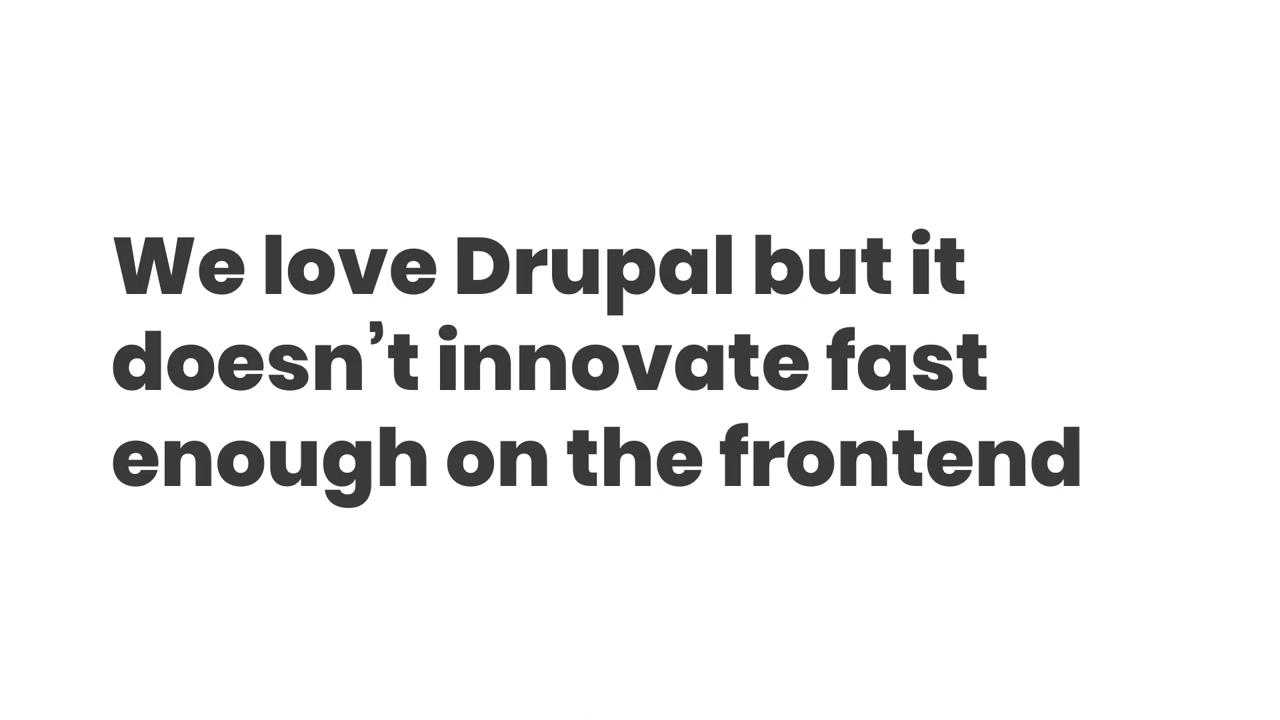 We love Drupal but it
doesn’t innovate fast
enough on the frontend